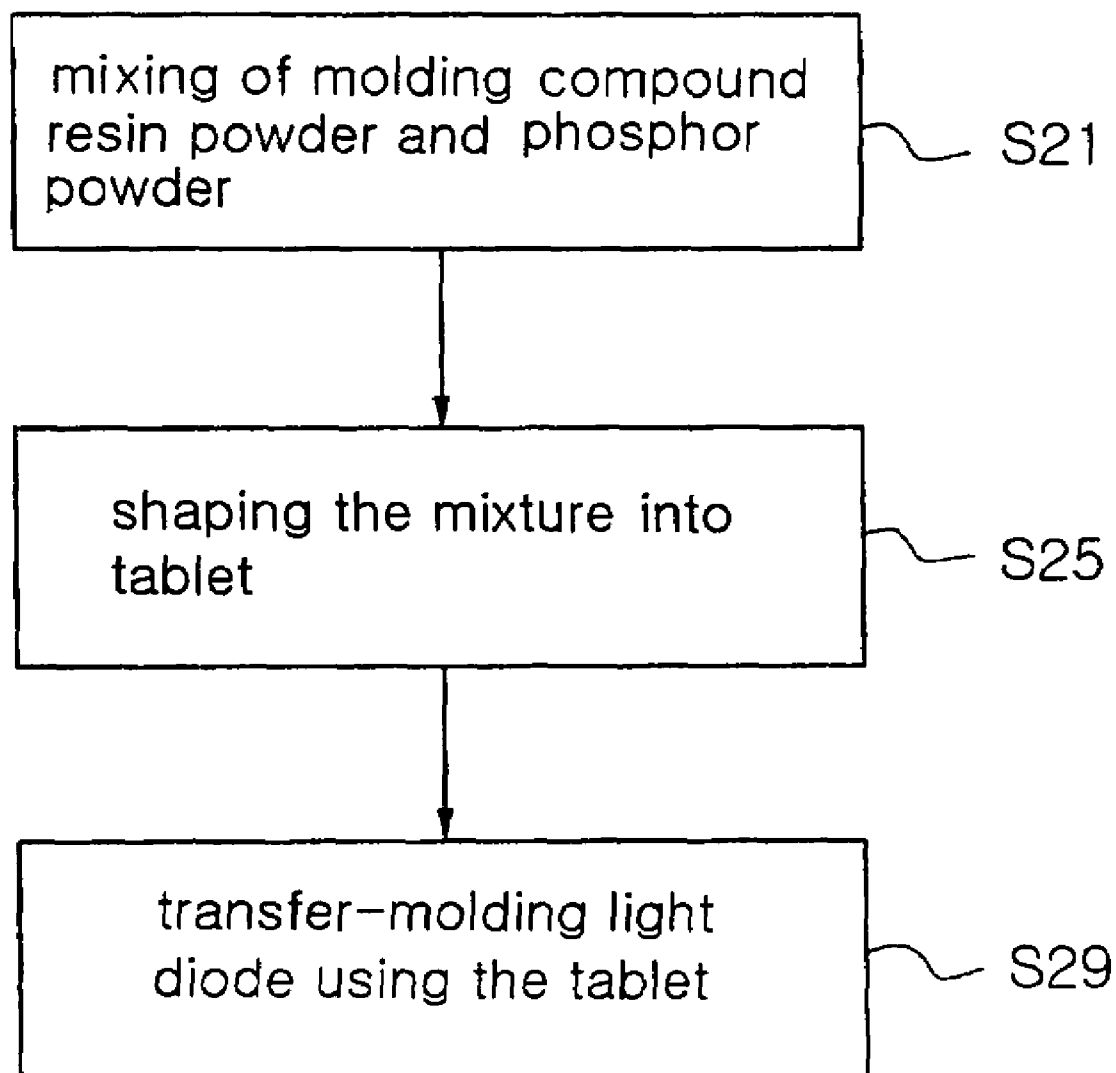 mixing of molding compound
resin powder and phosphor
powder
S21
shaping the mixture into
tablet
S25
transfer-molding light
diode using the tablet
S29